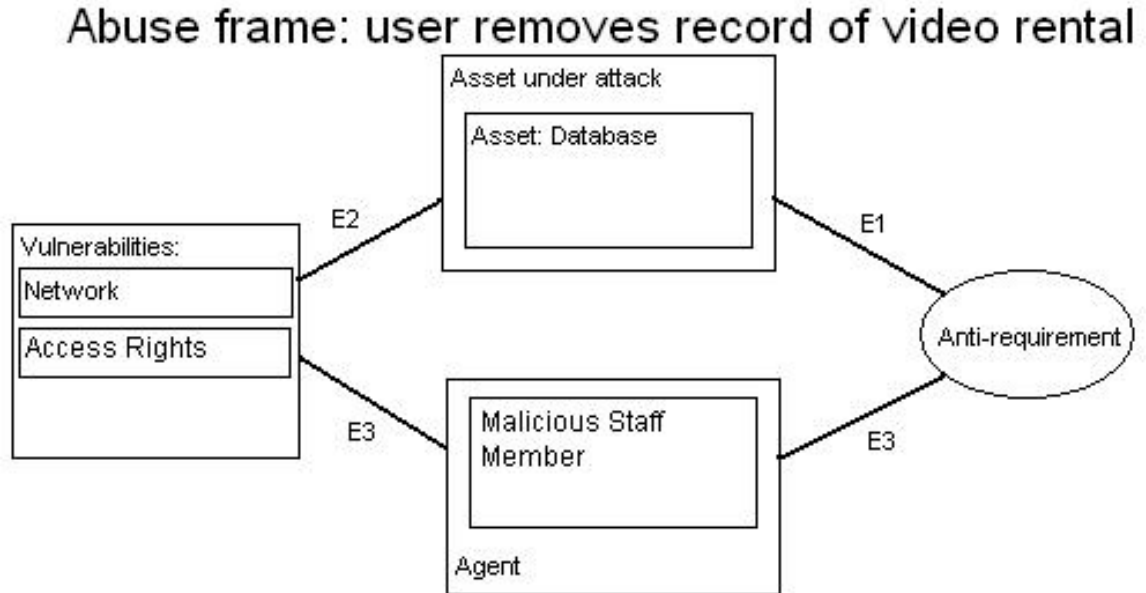 Abuse frame: user removes record of video rental
Asset under attack
Asset: Database
E2
E1
Vulnerabilities:
Network
Access Rights
Anti-requirement
Malicious Staff
Member
E3
E3
Agent